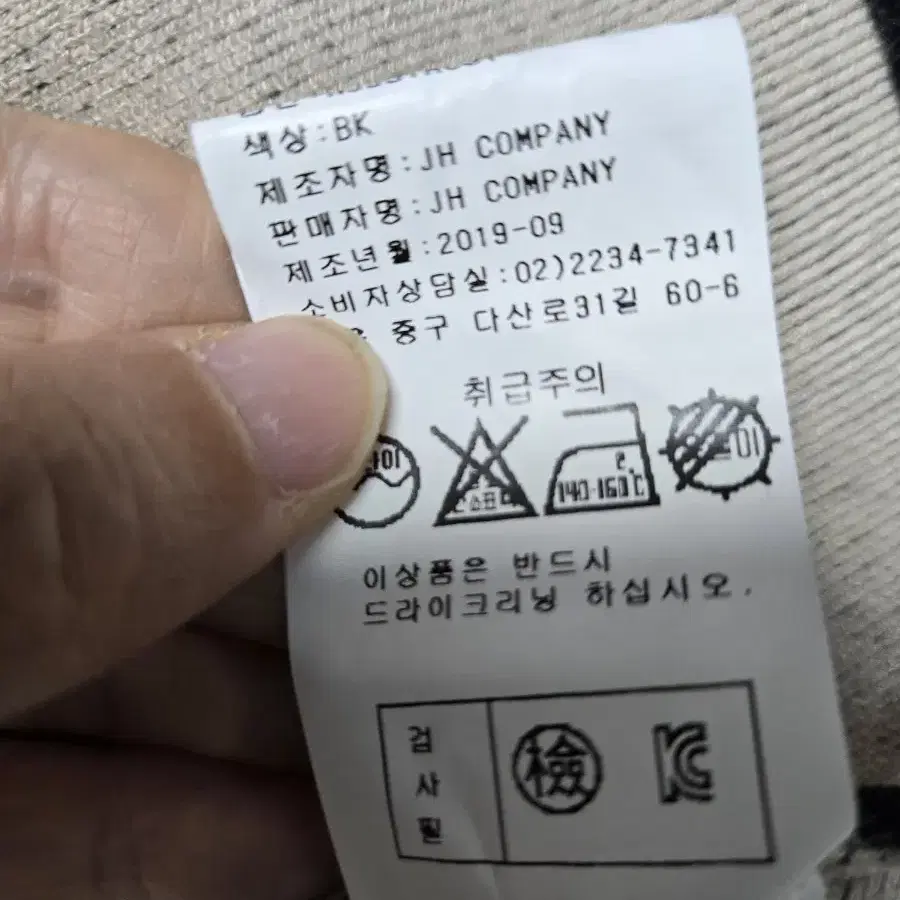 색상:BK
제조자명:JH COMPANY
판매자명:JH COMPANY
제조년월:2019-09
소비자상담실:02)2234-7341
중구 다산로31길 60-6
취급주의
140-160℃
이상품은 반드시
드라이크리닝 하십시오.
검사필
檢